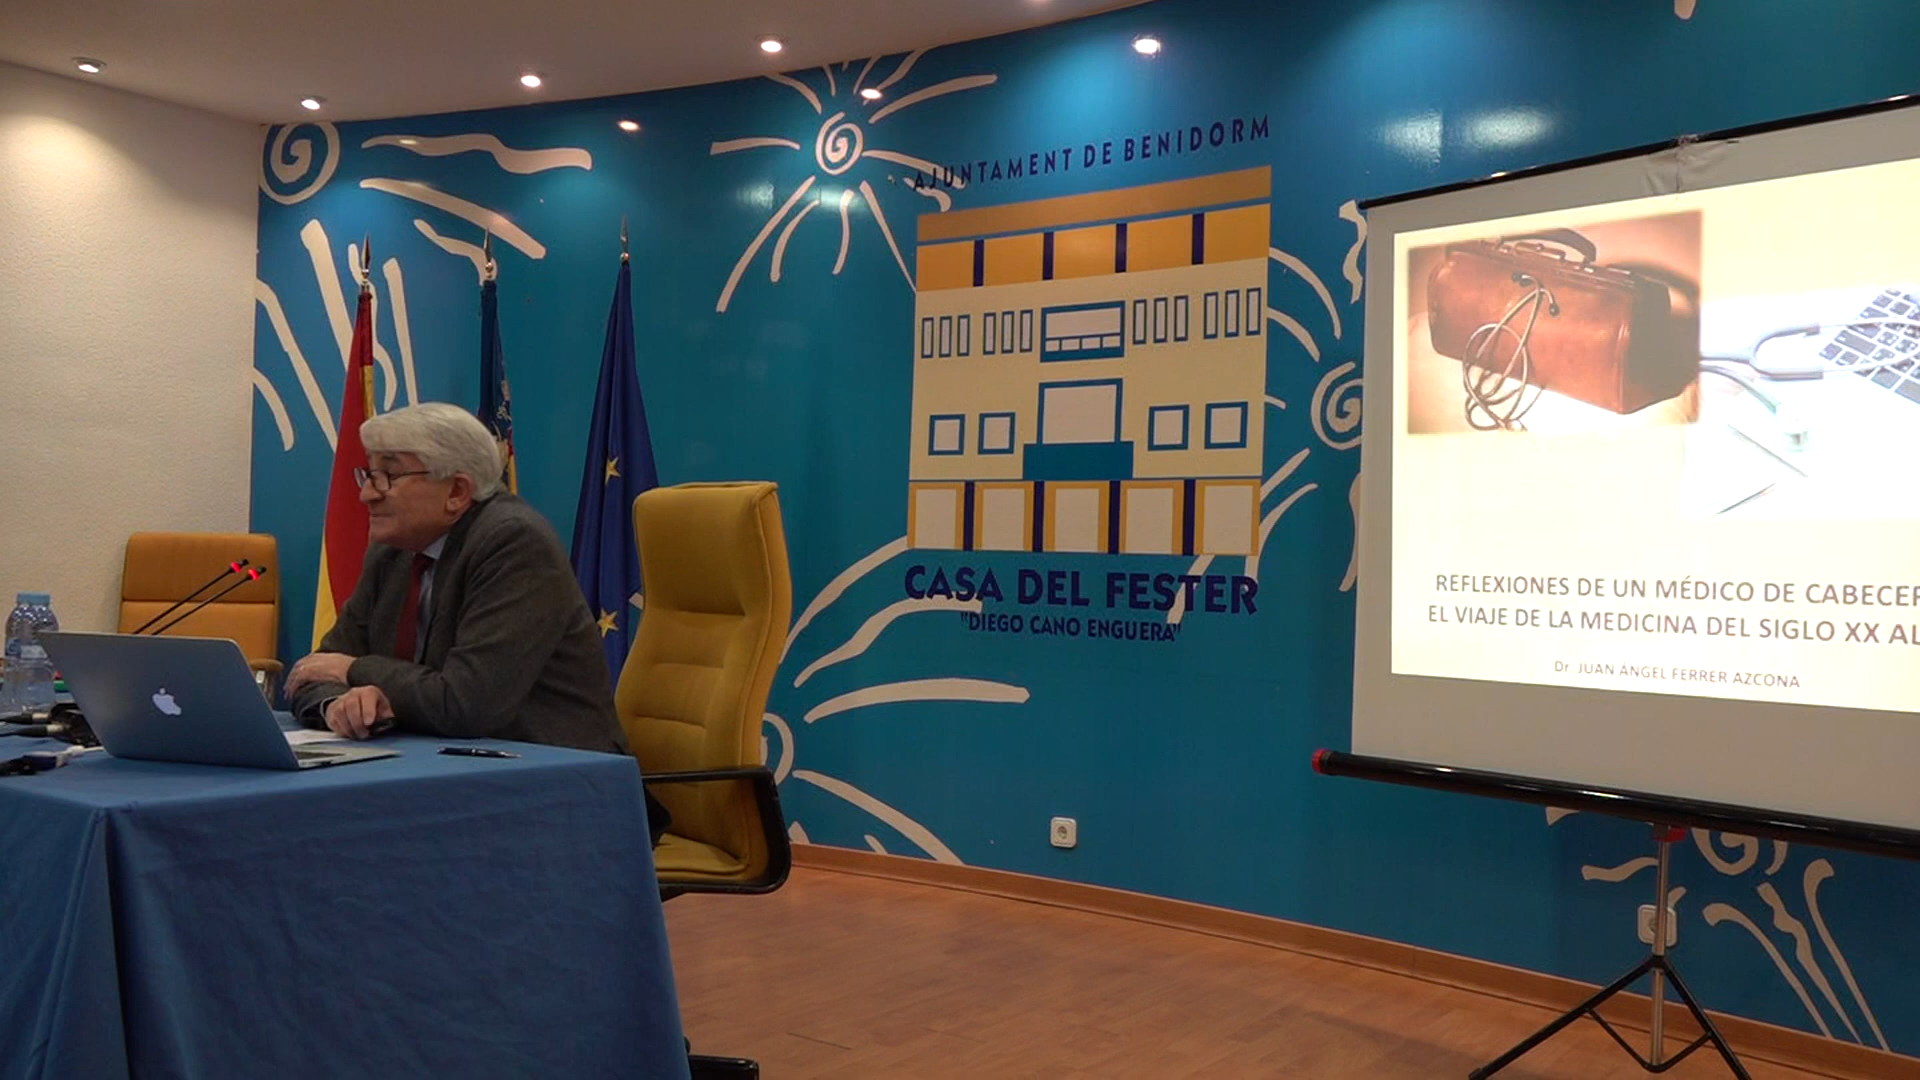 AJUNTAMENT DE BENIDORM
CASA DEL FESTER
"DIEGO CANO ENGUERA"
REFLEXIONES DE UN MÉDICO DE CABECER
EL VIAJE DE LA MEDICINA DEL SIGLO XX AL
Dr JUAN ANGEL FERRER AZCONA